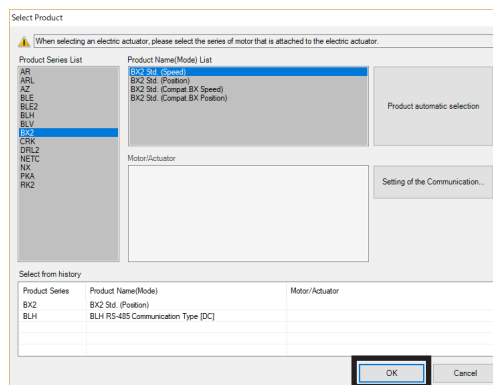 Select Product
When selecting an electric actuator, please select the series of motor that is attached to the electric actuator.
Product Series List
Product Name(Mode) List
AR
ARL
AZ
BLE
BLE2
BLH
BLV
BX2
CRK
DRL2
NETC
NX
PKA
RK2
BX2 Std. (Speed)
BX2 Std. (Position)
BX2 Std. (Compat.BX Speed)
BX2 Std. (Compat.BX Position)
Product automatic selection
Motor/Actuator
Setting of the Communication...
Select from history
Product Series Product Name(Mode) Motor/Actuator
BX2 BX2 Std. (Position)
BLH BLH RS-485 Communication Type [DC]
OK Cancel